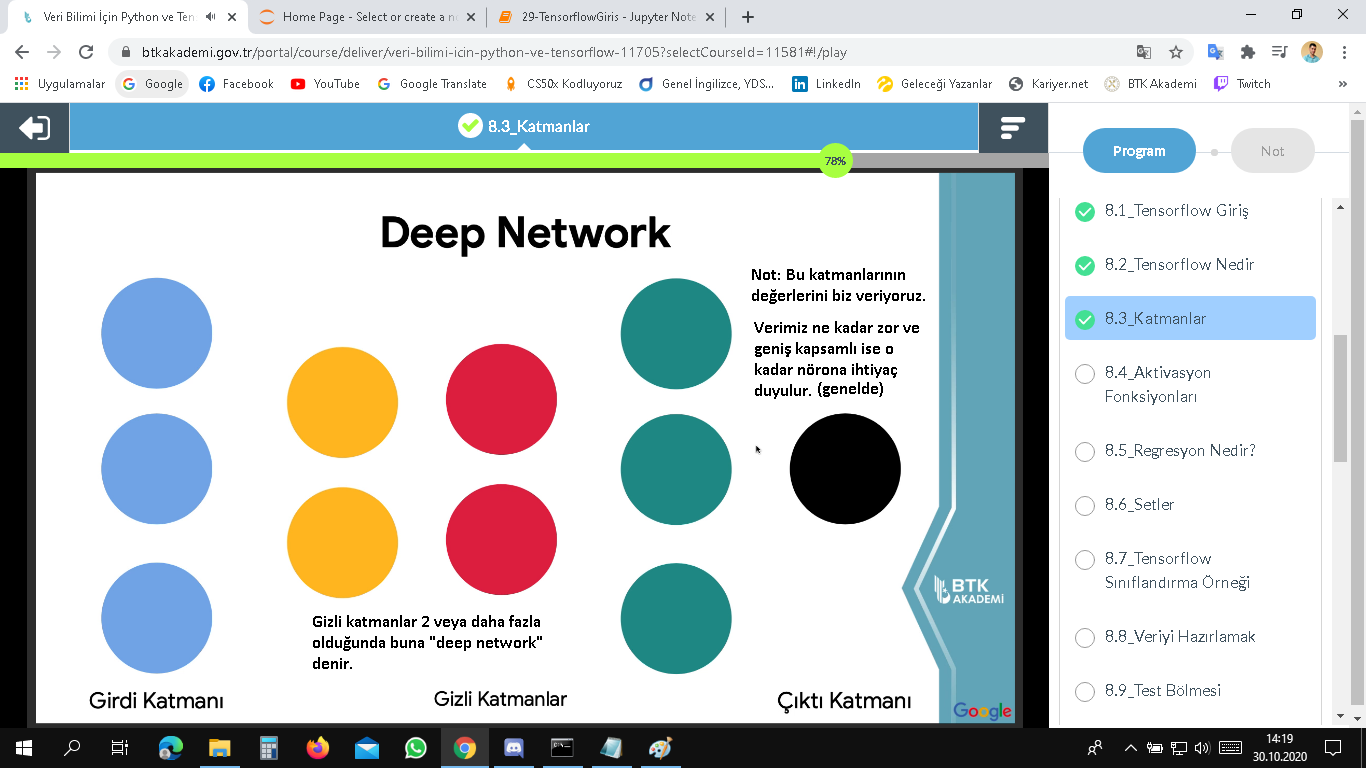 Veri Bilimi İçin Python ve Ten
Home Page - Select or create a n
29-TensorflowGiris - Jupyter Note
btkakademi.gov.tr/portal/course/deliver/veri-bilimi-icin-python-ve-tensorflow-11705?selectCourseId=11581#!/play
Uygulamalar
Google
Facebook
YouTube
Google Translate
CS50x Kodluyoruz
Genel İngilizce, YDS...
LinkedIn
Geleceği Yazanlar
Kariyer.net
BTK Akademi
Twitch
8.3_Katmanlar
78%
Deep Network
Not: Bu katmanlarının
değerlerini biz veriyoruz.
Verimiz ne kadar zor ve
geniş kapsamlı ise o
kadar nörona ihtiyaç
duyulur. (genelde)
Gizli katmanlar 2 veya daha fazla
olduğunda buna "deep network"
denir.
Girdi Katmanı
Gizli Katmanlar
Çıktı Katmanı
BTK
AKADEMİ
Google
Program
Not
8.1_Tensorflow Giriş
8.2_Tensorflow Nedir
8.3_Katmanlar
8.4_Aktivasyon
Fonksiyonları
8.5_Regresyon Nedir?
8.6_Setler
8.7_Tensorflow
Sınıflandırma Örneği
8.8_Veriyi Hazırlamak
8.9_Test Bölmesi
14:19
30.10.2020